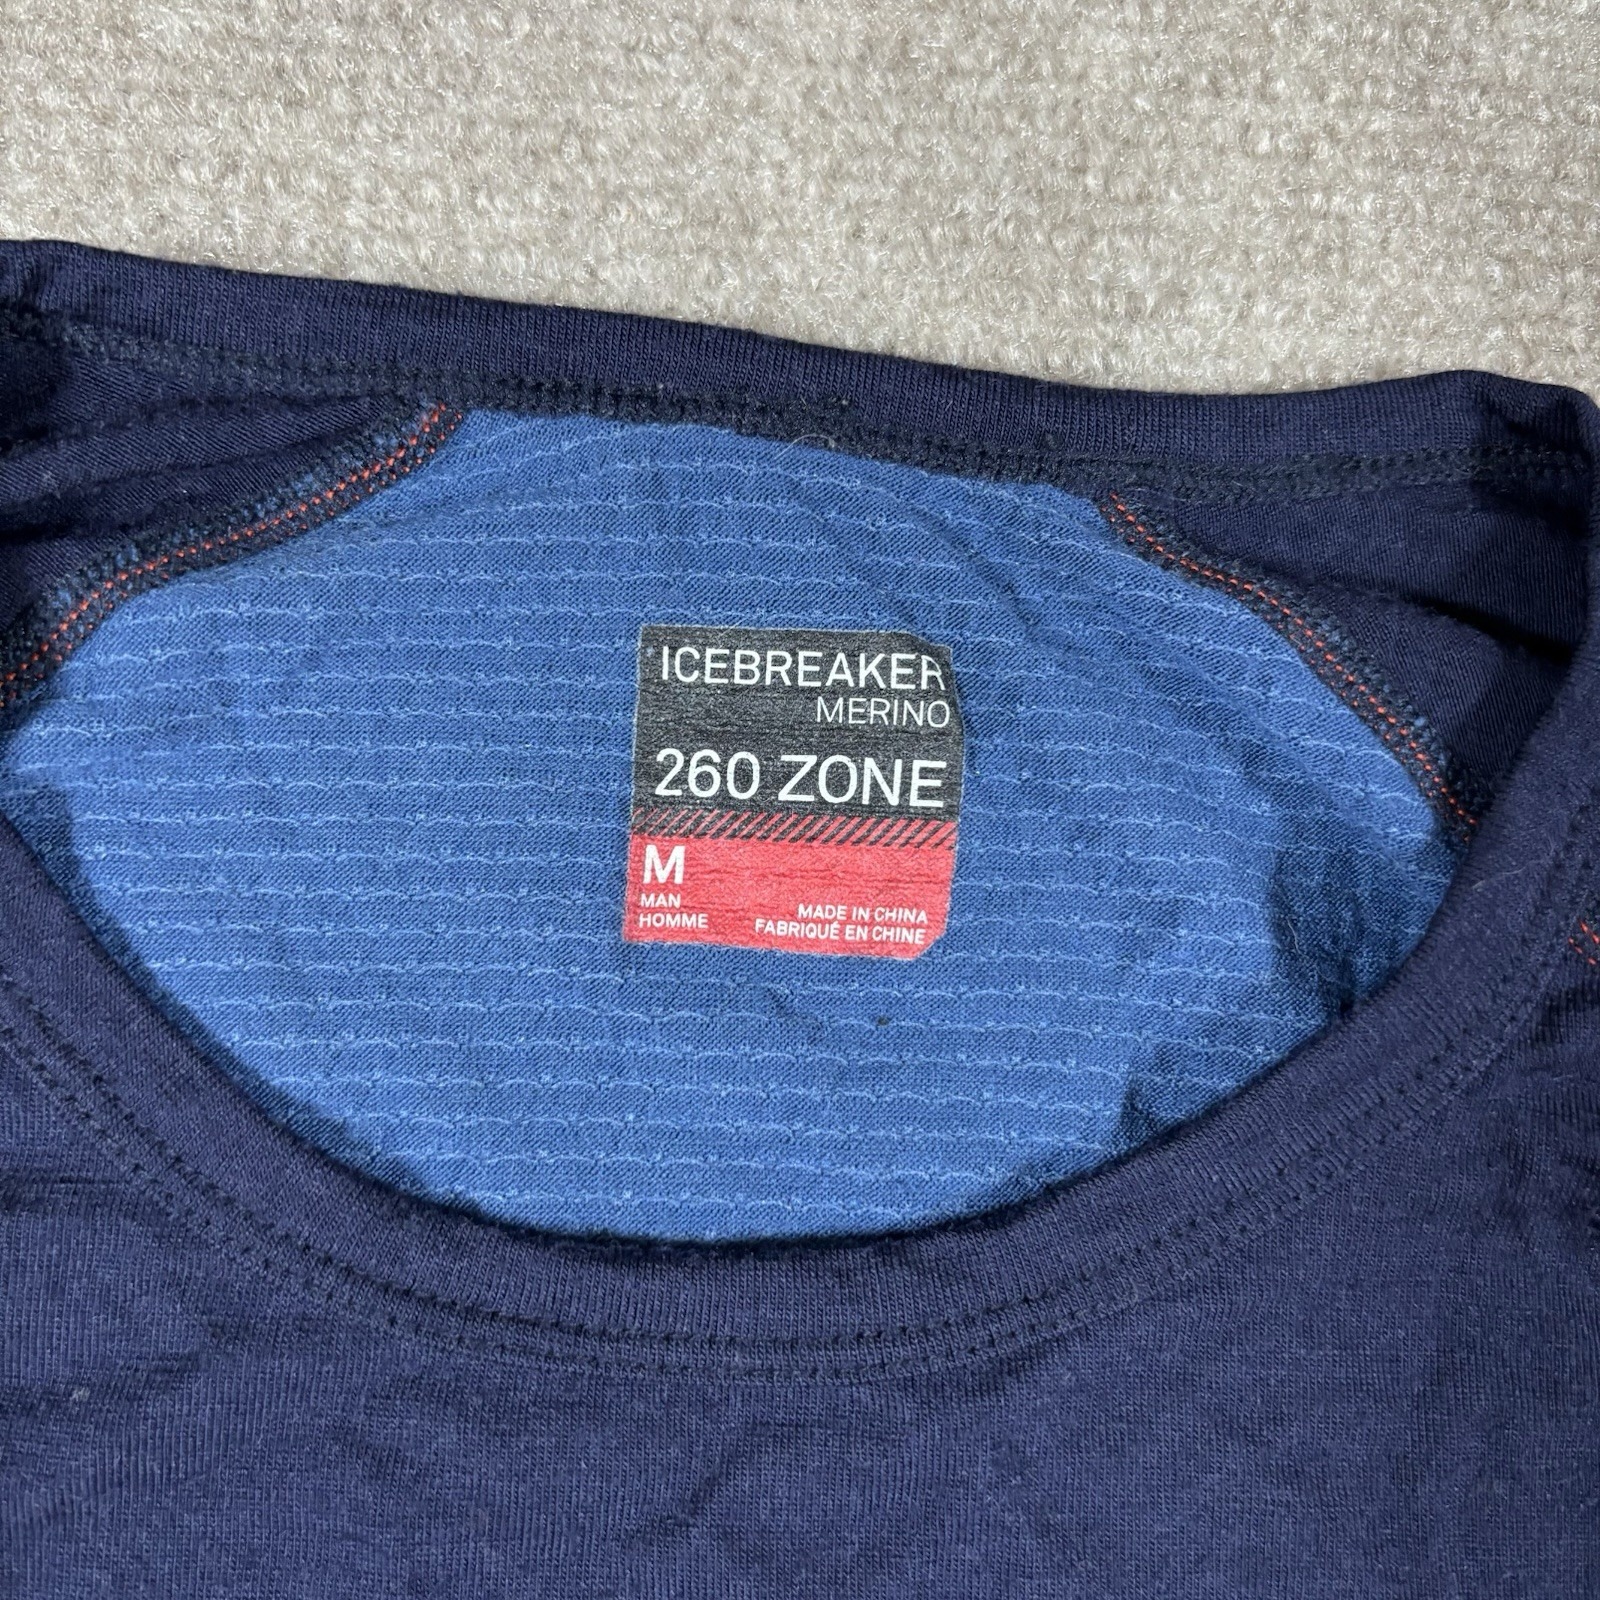 ICEBREAKER
MERINO
260 ZONE
M
MAN
HOMME
MADE IN CHINA
FABRIQUÉ EN CHINE